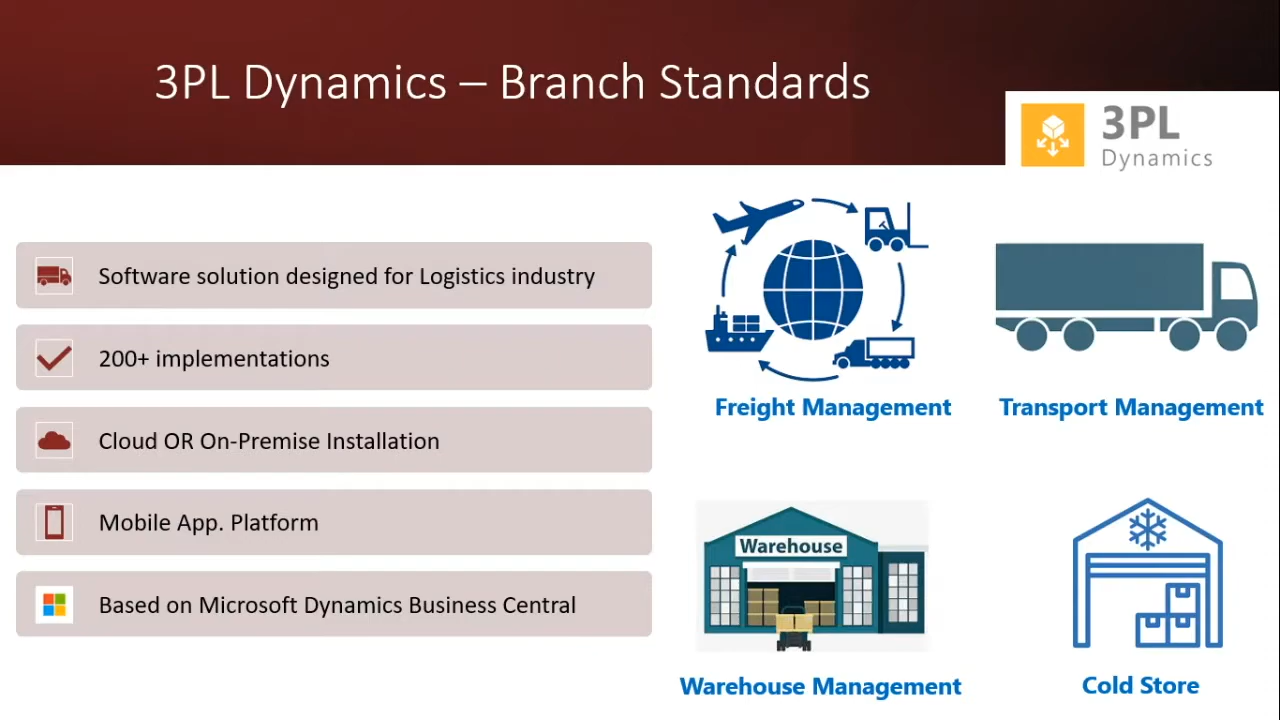 3PL Dynamics – Branch Standards
3PL
Dynamics
Software solution designed for Logistics industry
200+ implementations
Cloud OR On-Premise Installation
Mobile App. Platform
Based on Microsoft Dynamics Business Central
Freight Management
Transport Management
Warehouse
Warehouse Management
Cold Store